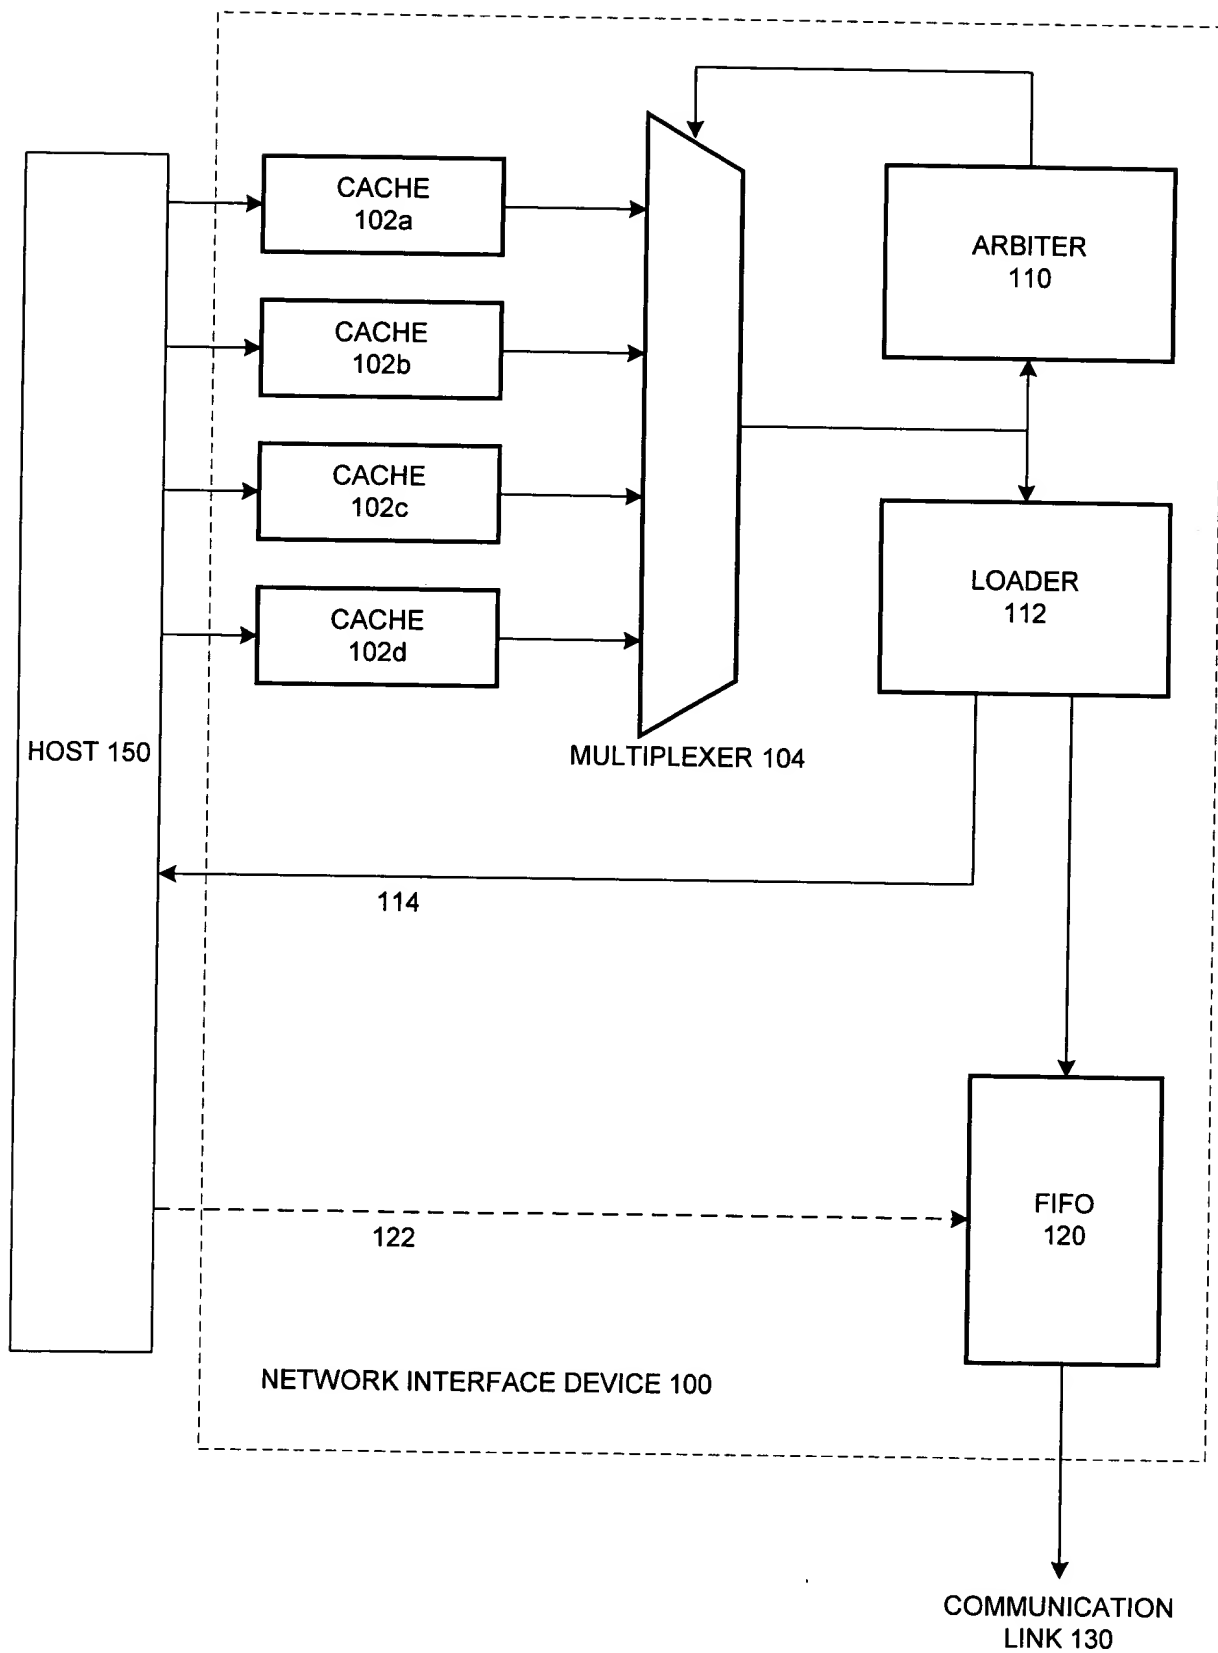 CACHE
102a
CACHE
102b
CACHE
102c
CACHE
102d
ARBITER
110
LOADER
112
HOST 150
MULTIPLEXER 104
114
FIFO
120
122
NETWORK INTERFACE DEVICE 100
COMMUNICATION
LINK 130